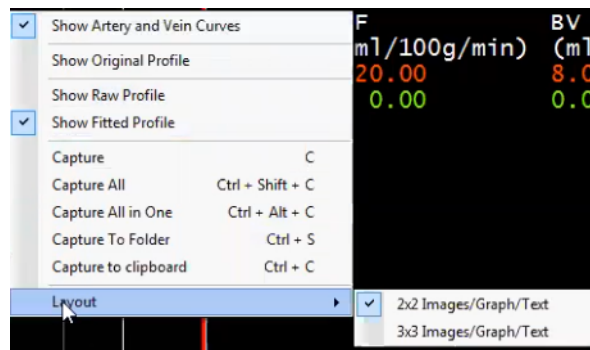 Show Artery and Vein Curves
Show Original Profile
Show Raw Profile
Show Fitted Profile
Capture C
Capture All Ctrl + Shift + C
Capture All in One Ctrl + Alt + C
Capture To Folder Ctrl + S
Capture to clipboard Ctrl + C
Layout
2x2 Images/Graph/Text
3x3 Images/Graph/Text
F BV
ml/100g/min) (ml
20.00 8.0
0.00 0.0